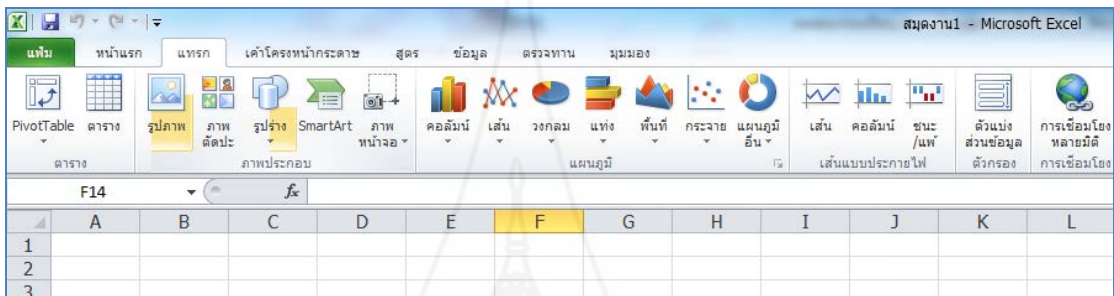 สมุดงาน1 - Microsoft Excel
แฟ้ม หน้าแรก แทรก เค้าโครงหน้ากระดาษ สูตร ข้อมูล ตรวจทาน มุมมอง
PivotTable ตาราง รูปภาพ ภาพ รูปร่าง SmartArt ภาพ คอลัมน์ เส้น วงกลม แท่ง พื้นที่ กระจาย แผนภูมิ เส้น คอลัมน์ ชนะ ตัวแบ่ง การเชื่อมโยง
ตัดปะ หน้าจอ อื่น /แพ้ ส่วนข้อมูล หลายมิติ
ตาราง ภาพประกอบ แผนภูมิ เส้นแบบประกายไฟ ตัวกรอง การเชื่อมโยง
F14 fx
A B C D E F G H I J K L
1
2
3